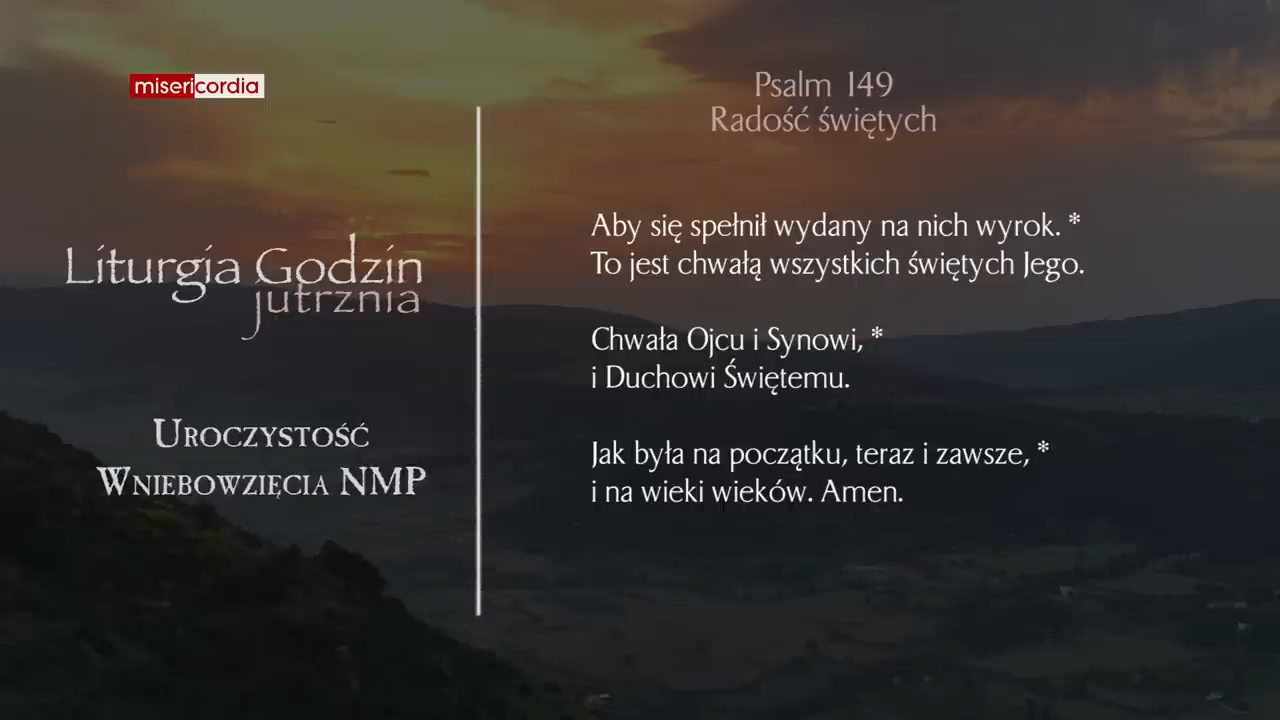 misericordia
Liturgia Godzin
jutrznia
Uroczystość
Wniebowzięcia NMP
Psalm 149
Radość świętych
Aby się spełnił wydany na nich wyrok. *
To jest chwałą wszystkich świętych Jego.
Chwała Ojcu i Synowi, *
i Duchowi Świętemu.
Jak była na początku, teraz i zawsze, *
i na wieki wieków. Amen.